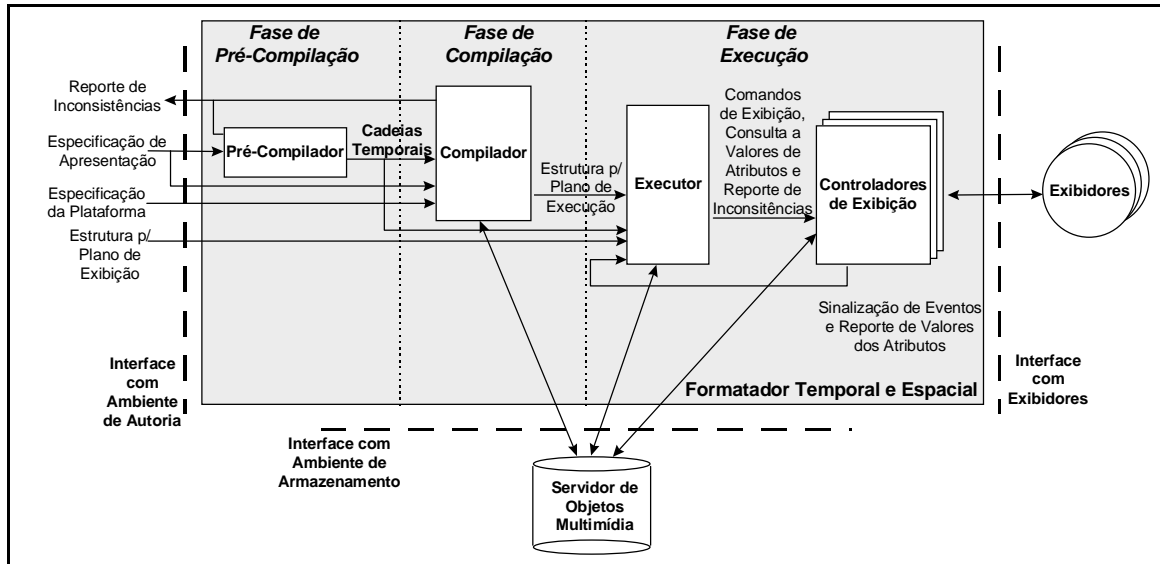 Fase de
Pré-Compilação
Fase de
Compilação
Fase de
Execução
Reporte de
Inconsistências
Especificação de
Apresentação
Especificação
da Plataforma
Estrutura p/
Plano de
Exibição
Pré-Compilador
Cadeias
Temporais
Compilador
Estrutura p/
Plano de
Execução
Executor
Comandos
de Exibição,
Consulta a
Valores de
Atributos e
Reporte de
Inconsitências
Controladores
de Exibição
Exibidores
Sinalização de Eventos
e Reporte de Valores
dos Atributos
Formatador Temporal e Espacial
Interface
com
Ambiente
de Autoria
Interface
com
Exibidores
Interface com
Ambiente de
Armazenamento
Servidor de
Objetos
Multimídia